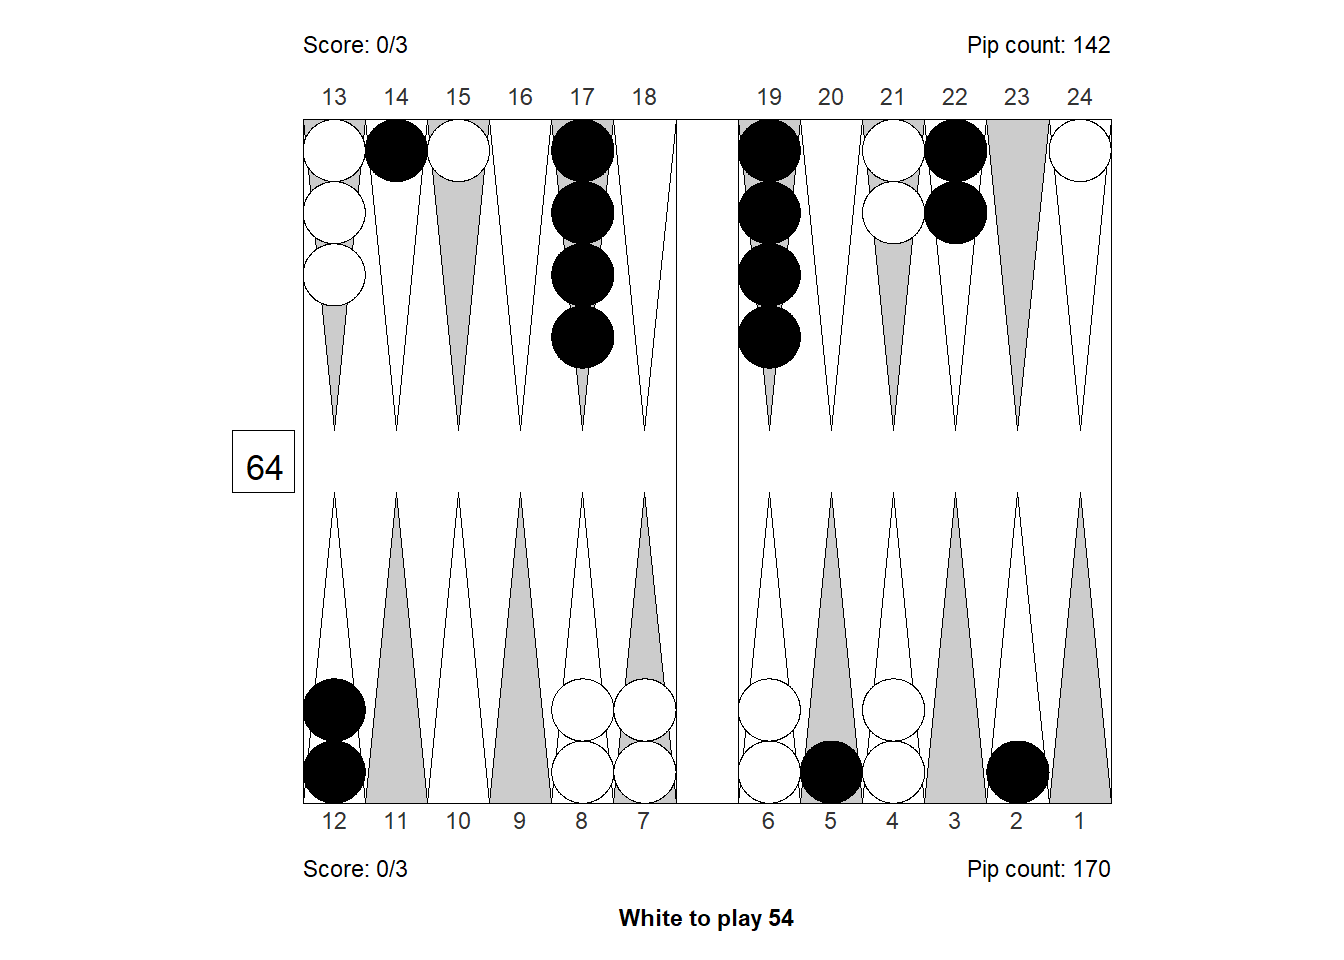 Score: 0/3 Pip count: 142
13 14 15 16 17 18 19 20 21 22 23 24
64
12 11 10 9 8 7 6 5 4 3 2 1
Score: 0/3 Pip count: 170
White to play 54